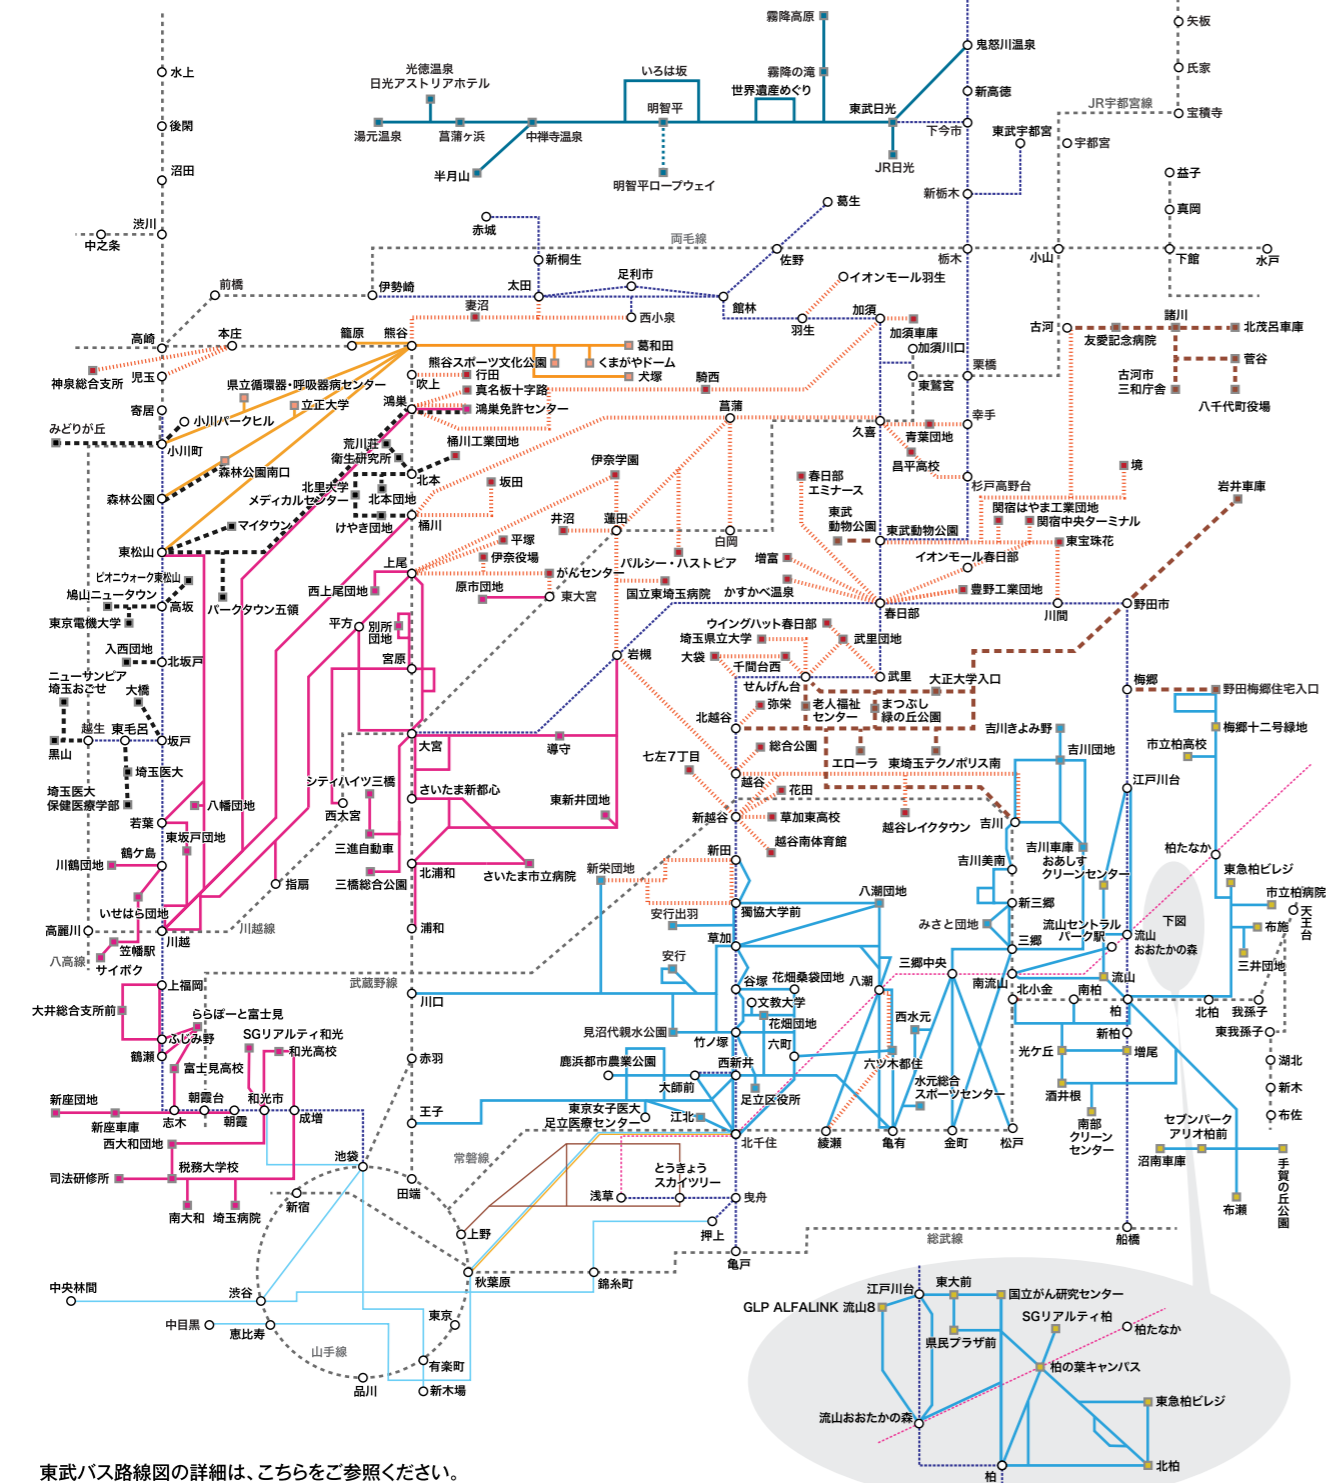 霧降高原
矢板
鬼怒川温泉
水上
光徳温泉
日光アストリアホテル
いろは坂
霧降の滝
氏家
世界遺産めぐり
新高徳
明智平
東武日光
JR宇都宮線
宝積寺
後閑
湯元温泉
菖蒲ヶ浜
中禅寺温泉
下今市
東武宇都宮
宇都宮
沼田
半月山
明智平ロープウェイ
JR日光
益子
新栃木
渋川
中之条
赤城
葛生
真岡
両毛線
新桐生
佐野
栃木
小山
下館
水戸
前橋
伊勢崎
太田
足利市
館林
イオンモール羽生
妻沼
西小泉
羽生
加須
加須車庫
諸川
古河
友愛記念病院
北茂呂車庫
高崎
本庄
籠原
熊谷
葛和田
加須川口
神泉総合支所
児玉
熊谷スポーツ文化公園
くまがやドーム
犬塚
行田
吹上
騎西
東鷲宮
栗橋
古河市
三和庁舎
菅谷
八千代町役場
県立循環器・呼吸器病センター
立正大学
真名板十字路
鴻巣
鴻巣免許センター
寄居
小川パークヒル
みどりが丘
小川町
菖蒲
久喜
幸手
青葉団地
荒川荘
衛生研究所
桶川工業団地
昌平高校
森林公園南口
北本
伊奈学園
春日部
エミナース
杉戸高野台
境
森林公園
北里大学
メディカルセンター
北本団地
坂田
岩井車庫
マイタウン
けやき団地
桶川
井沼
蓮田
白岡
東武
動物公園
東武動物公園
関宿はやま工業団地
関宿中央ターミナル
東宝珠花
東松山
平塚
上尾
伊奈役場
がんセンター
パルシー・ハストピア
増富
イオンモール春日部
ピオニウォーク東松山
鳩山ニュータウン
高坂
パークタウン五領
西上尾団地
原市団地
東大宮
国立東埼玉病院
かすかべ温泉
豊野工業団地
春日部
川間
野田市
東京電機大学
平方
別所
団地
ウイングハット春日部
埼玉県立大学
武里団地
入西団地
北坂戸
宮原
岩槻
大袋
千間台西
せんげん台
武里
ニューサンピア
埼玉おごせ
大橋
大正大学入口
梅郷
野田梅郷住宅入口
弥栄
老人福祉
センター
まつぶし
緑の丘公園
越生
東毛呂
坂戸
黒山
北越谷
吉川きよみ野
梅郷十二号緑地
大宮
導守
七左7丁目
総合公園
エローラ
東埼玉テクノポリス南
吉川団地
市立柏高校
埼玉医大
埼玉医大
保健医療学部
シティハイツ三橋
さいたま新都心
越谷
江戸川台
八幡団地
西大宮
東新井団地
花田
若葉
新越谷
草加東高校
越谷レイクタウン
吉川
東坂戸団地
三進自動車
越谷南体育館
鶴ケ島
新田
吉川車庫
吉川美南
おあしす
クリーンセンター
柏たなか
川鶴団地
北浦和
さいたま市立病院
新栄団地
東急柏ビレジ
三橋総合公園
指扇
八潮団地
市立柏病院
いせはら団地
安行出羽
獨協大学前
新三郷
みさと団地
流山セントラル
パーク駅
下図
天王台
高麗川
川越
川越線
浦和
草加
三郷
流山
おおたかの森
布施
笠幡駅
八高線
サイボク
安行
三井団地
上福岡
武蔵野線
谷塚
花畑桑袋団地
八潮
三郷中央
南流山
流山
川口
北小金
南柏
柏
北柏
我孫子
大井総合支所前
ららぽーと富士見
文教大学
花畑団地
西水元
SGリアルティ和光
見沼代親水公園
竹ノ塚
六町
新柏
東我孫子
ふじみ野
鶴瀬
和光高校
赤羽
鹿浜都市農業公園
西新井
六ツ木都住
光ケ丘
増尾
湖北
富士見高校
大師前
足立区役所
水元総合
スポーツセンター
酒井根
新木
新座団地
朝霞台
和光市
王子
東京女子医大
足立医療センター
江北
新座車庫
志木
朝霞
成増
南部
クリーン
センター
セブンパーク
アリオ柏前
布佐
西大和団地
北千住
綾瀬
亀有
金町
松戸
沼南車庫
手賀の丘公園
池袋
常磐線
税務大学校
司法研修所
田端
とうきょう
スカイツリー
浅草
曳舟
布瀬
南大和
埼玉病院
新宿
上野
押上
総武線
船橋
亀戸
中央林間
渋谷
秋葉原
錦糸町
江戸川台
東大前
国立がん研究センター
GLP ALFALINK 流山8
SGリアルティ柏
中目黒
恵比寿
東京
県民プラザ前
柏たなか
山手線
有楽町
柏の葉キャンパス
品川
新木場
東急柏ビレジ
流山おおたかの森
北柏
柏
東武バス路線図の詳細は、こちらをご参照ください。